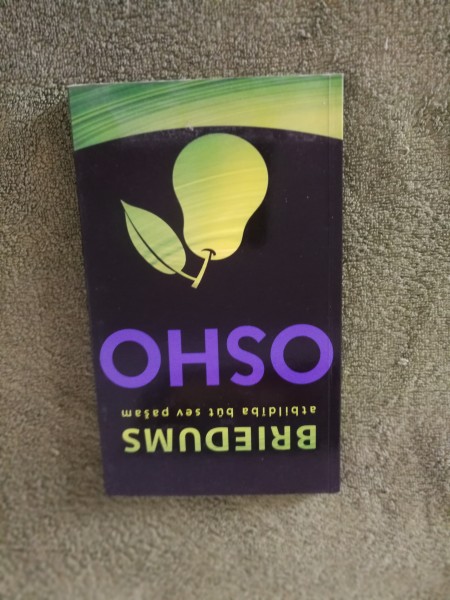 BRIEDUMS
atbildība būt sev pašam
OSHO